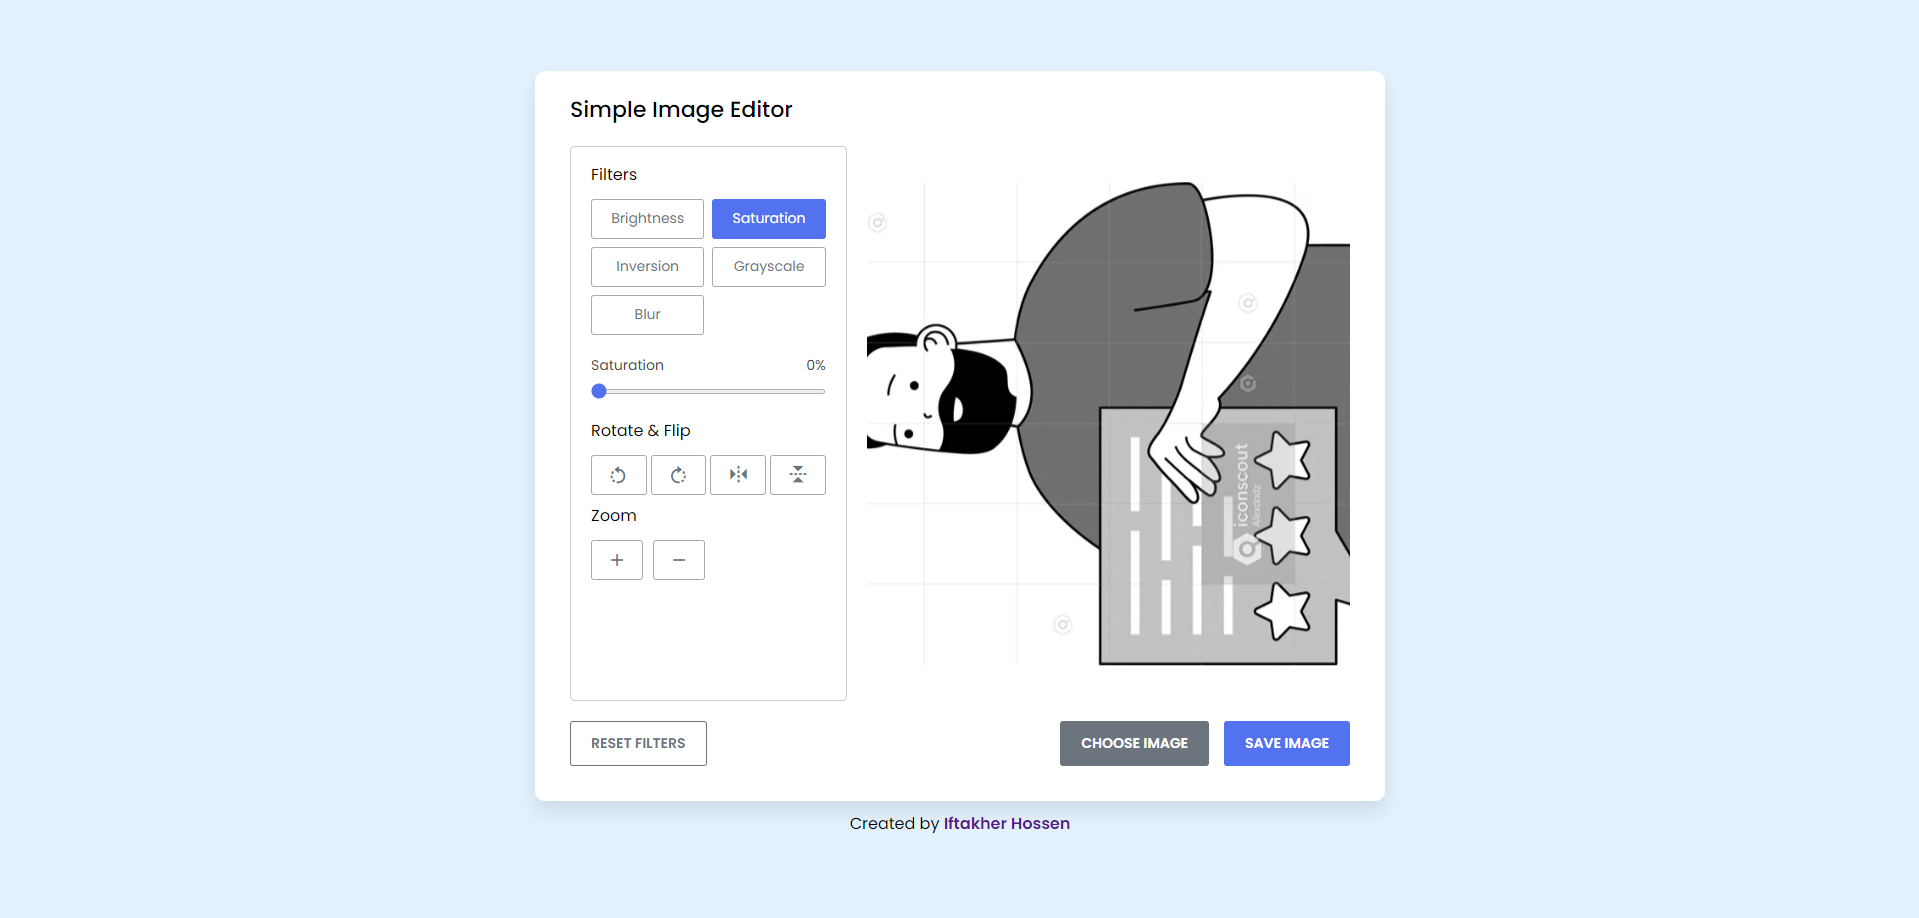 Simple Image Editor
Filters
Brightness
Saturation
Inversion
Grayscale
Blur
Saturation 0%
Rotate & Flip
Zoom
iconscout
Alexdndz
RESET FILTERS
CHOOSE IMAGE
SAVE IMAGE
Created by Iftakher Hossen